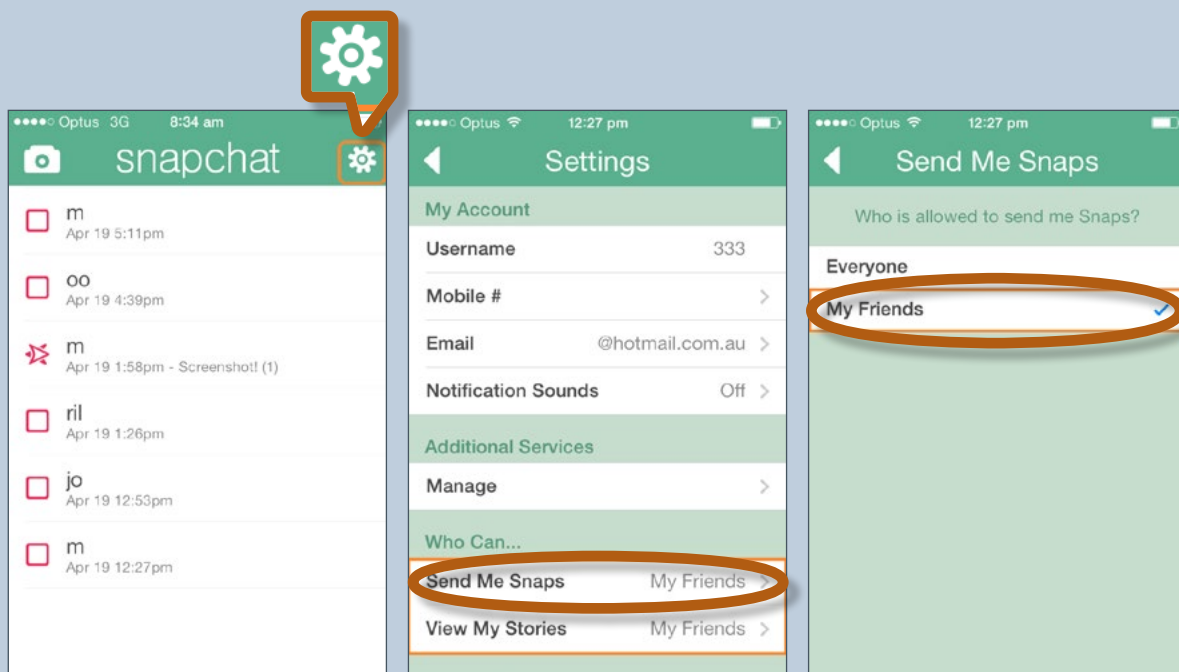 Optus 3G 8:34 am
snapchat
m
Apr 19 5:11pm
oo
Apr 19 4:39pm
m
Apr 19 1:58pm - Screenshot! (1)
ril
Apr 19 1:26pm
jo
Apr 19 12:53pm
m
Apr 19 12:27pm
Optus 12:27 pm
Settings
My Account
Username 333
Mobile #
Email @hotmail.com.au
Notification Sounds Off
Additional Services
Manage
Who Can...
Send Me Snaps My Friends
View My Stories My Friends
Optus 12:27 pm
Send Me Snaps
Who is allowed to send me Snaps?
Everyone
My Friends